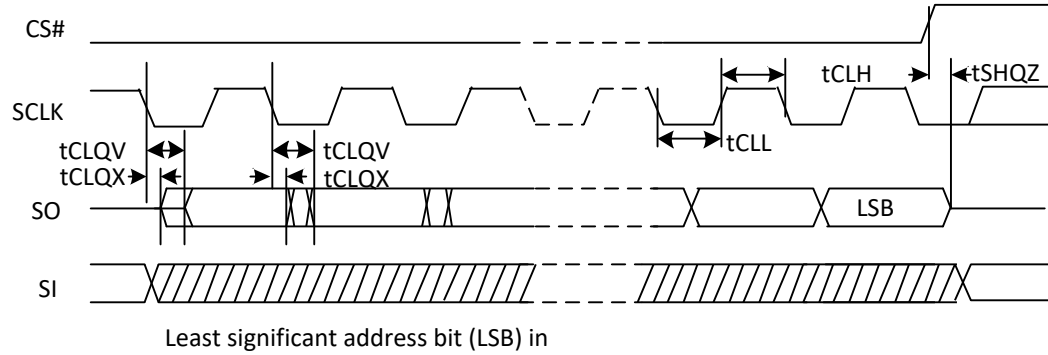 CS#
tCLH
tSHQZ
SCLK
tCLQV
tCLQV
tCLL
tCLQX
tCLQX
SO
LSB
SI
Least significant address bit (LSB) in